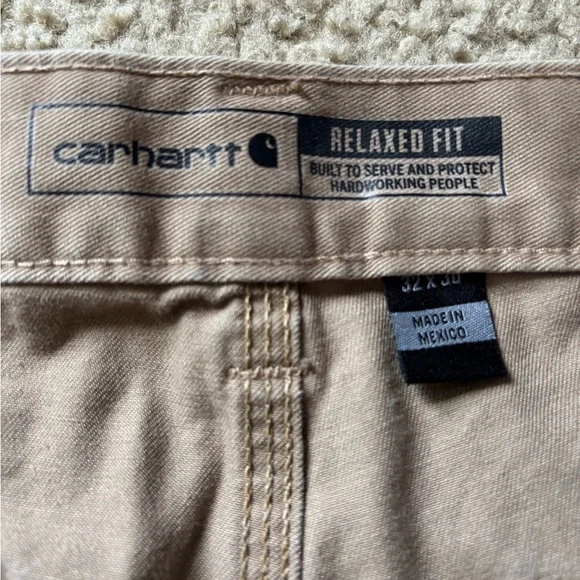 carhartt
RELAXED FIT
BUILT TO SERVE AND PROTECT
HARDWORKING PEOPLE
32 X 30
MADE IN
MEXICO